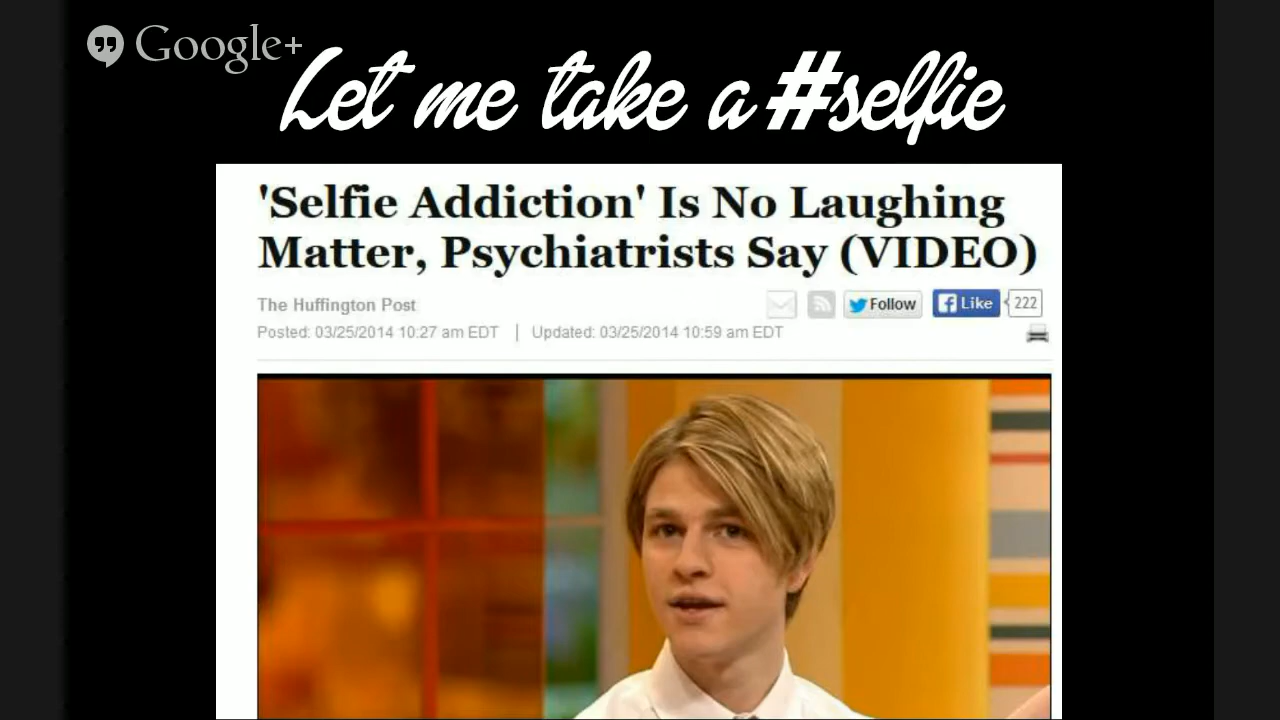 Google+
Let me take a #selfie
'Selfie Addiction' Is No Laughing
Matter, Psychiatrists Say (VIDEO)
The Huffington Post
Follow
Like
222
Posted: 03/25/2014 10:27 am EDT | Updated: 03/25/2014 10:59 am EDT